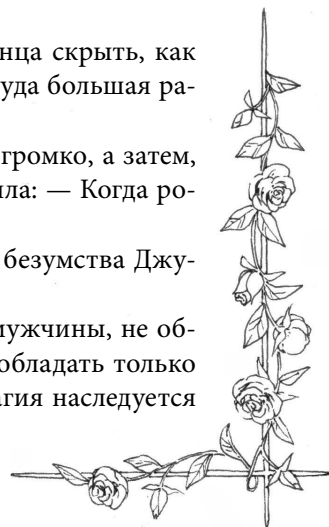 нца скрыть, как
уда большая ра-
громко, а затем,
ила: — Когда ро-
безумства Джу-
мужчины, не об-
обладать только
агия наследуется